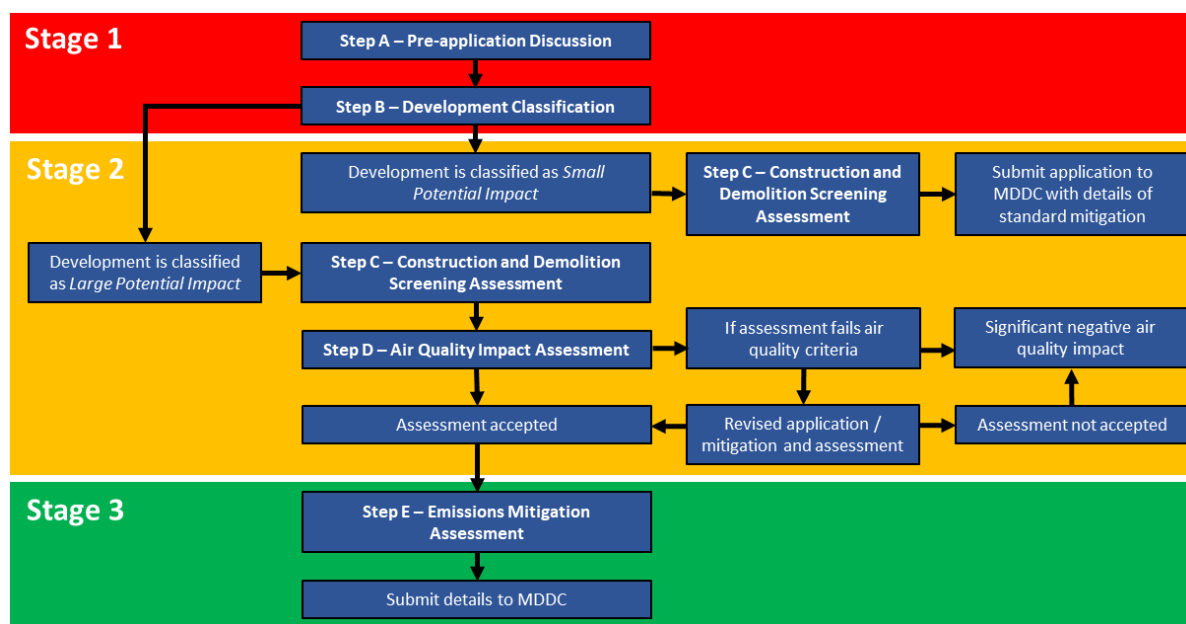 Stage 1
Step A – Pre-application Discussion
Step B – Development Classification
Stage 2
Development is classified as Small
Potential Impact
Step C – Construction and
Demolition Screening
Assessment
Submit application to
MDDC with details of
standard mitigation
Development is classified
as Large Potential Impact
Step C – Construction and Demolition
Screening Assessment
Step D – Air Quality Impact Assessment
If assessment fails air
quality criteria
Significant negative air
quality impact
Assessment accepted
Revised application /
mitigation and assessment
Assessment not accepted
Stage 3
Step E – Emissions Mitigation
Assessment
Submit details to MDDC